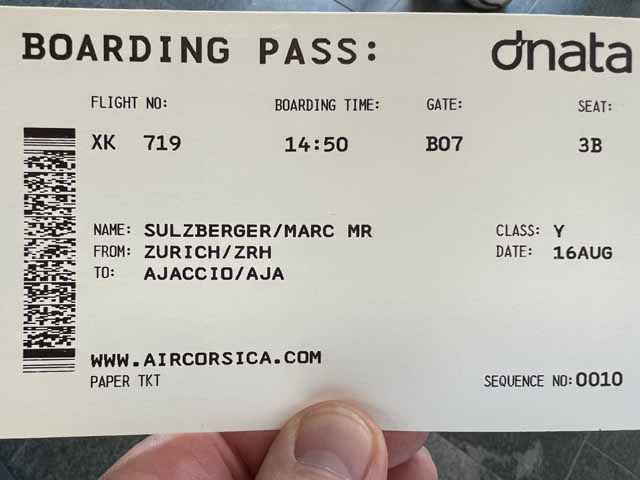 BOARDING PASS: dnata
FLIGHT NO: BOARDING TIME: GATE: SEAT:
XK 719 14:50 B07 3B
NAME: SULZBERGER/MARC MR CLASS: Y
FROM: ZURICH/ZRH DATE: 16AUG
TO: AJACCIO/AJA
WWW.AIRCORSICA.COM
PAPER TKT SEQUENCE NO: 0010